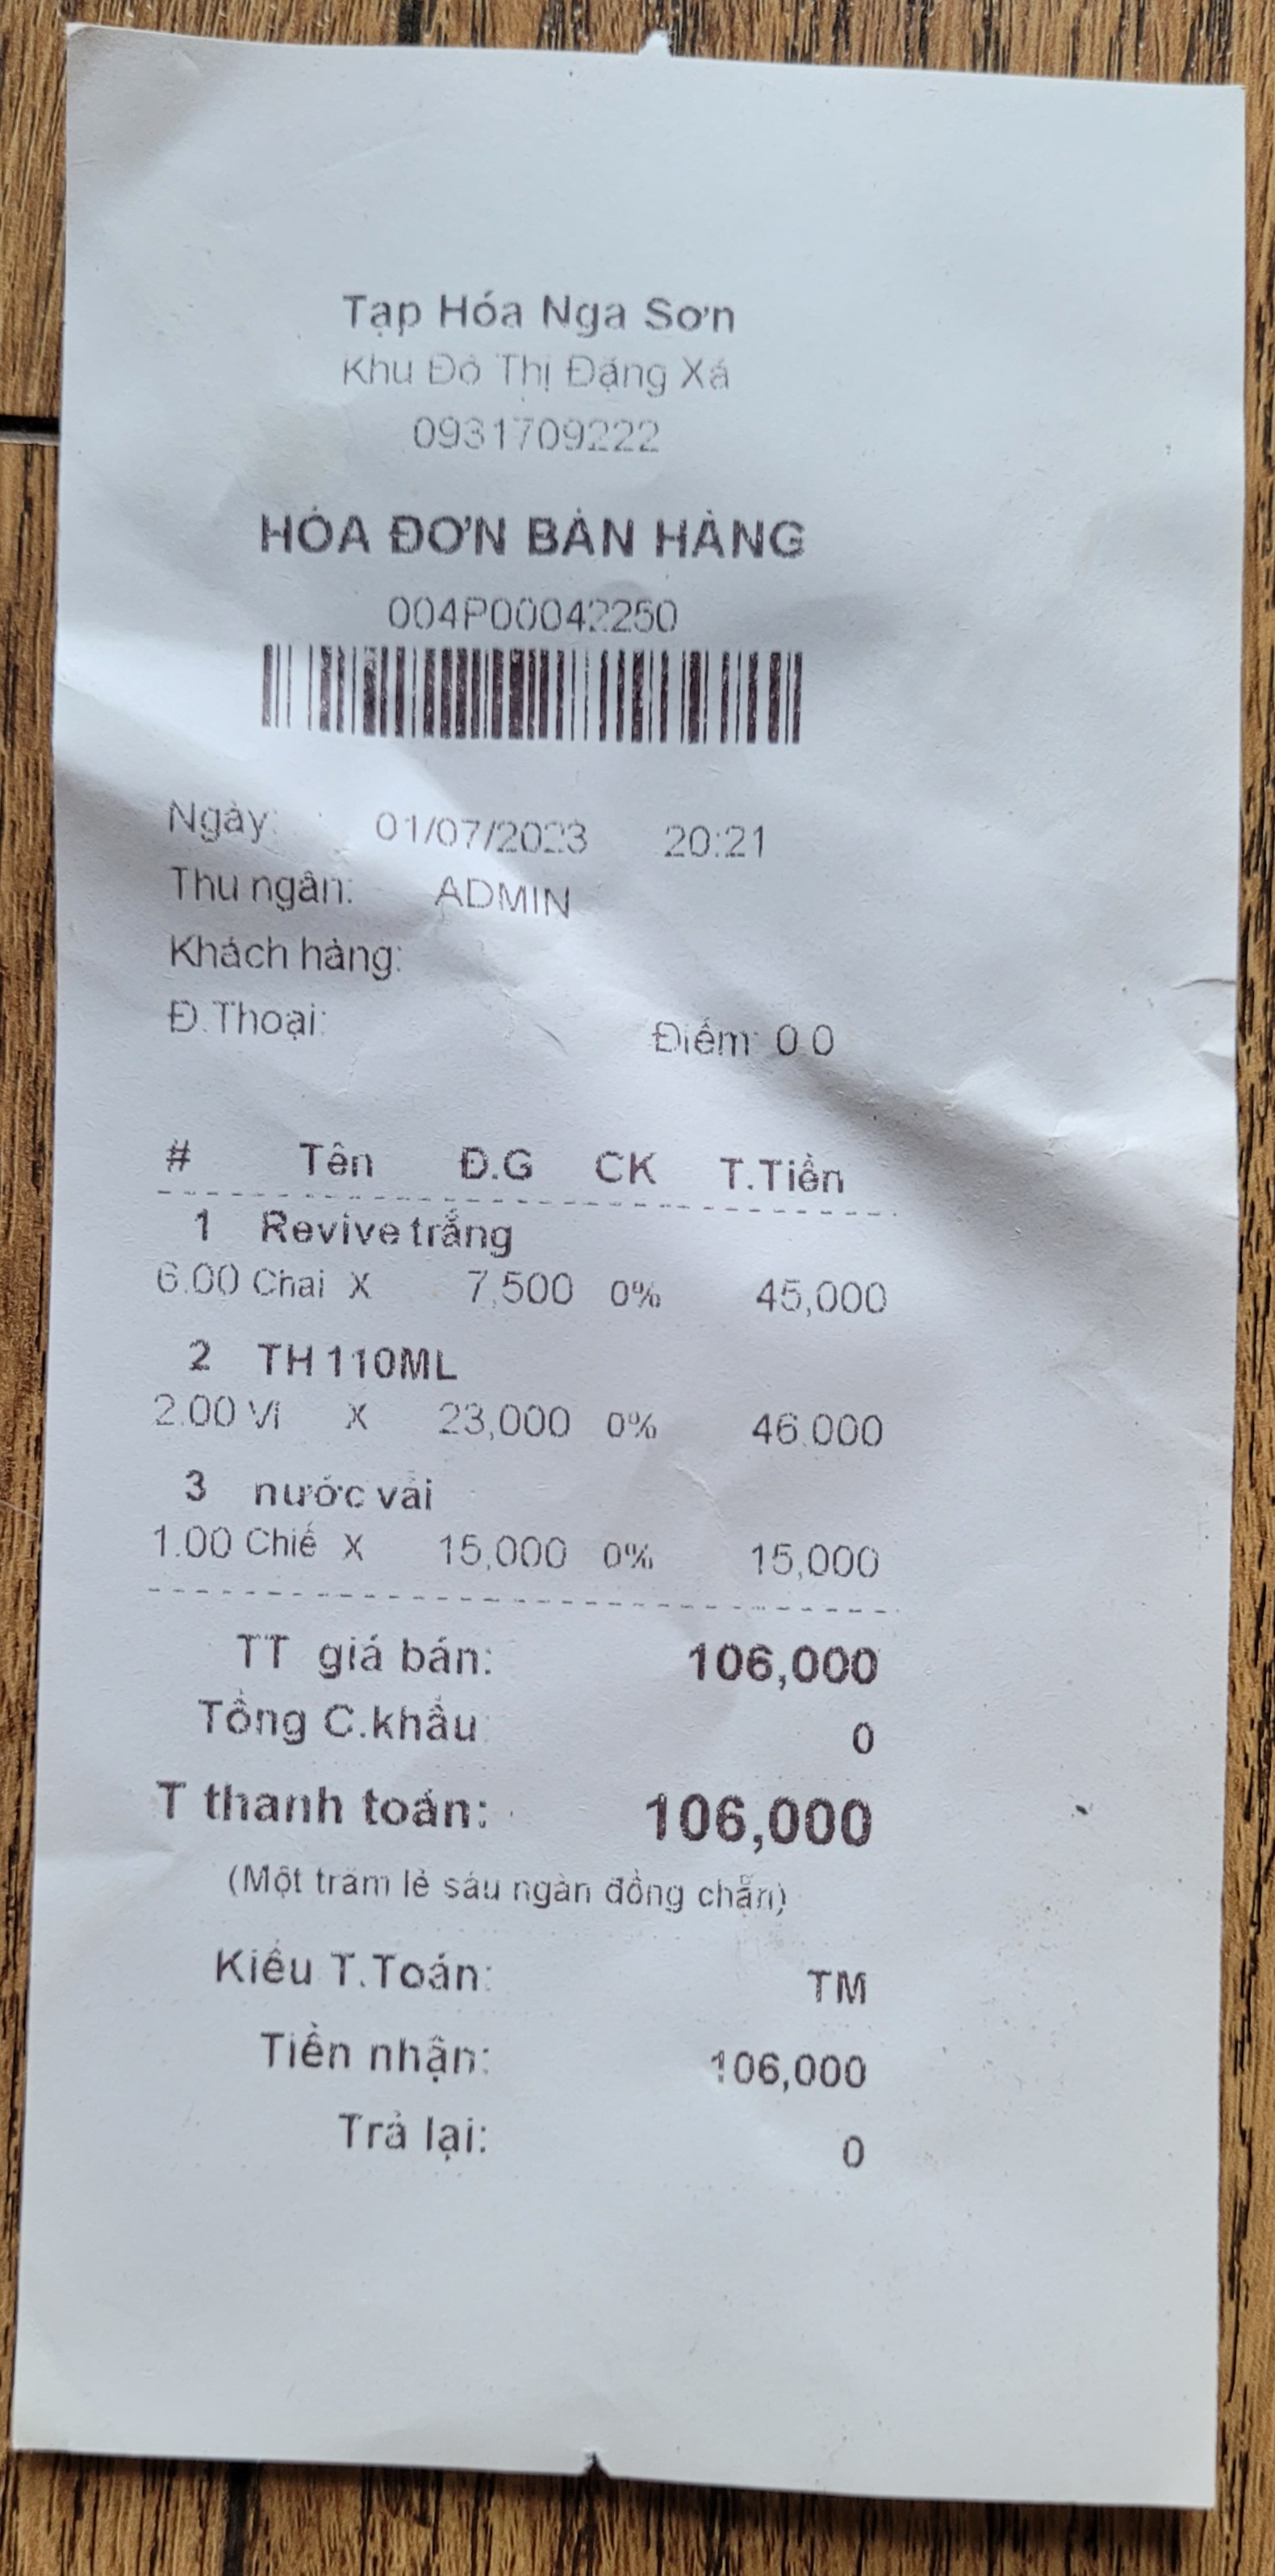 Tạp Hóa Nga Sơn
Khu Đô Thị Đặng Xá
0931709222
HÓA ĐƠN BÁN HÀNG
004P00042250
Ngày: 01/07/2023 20:21
Thu ngân: ADMIN
Khách hàng:
Đ.Thoại: Điểm: 0.0
# Tên Đ.G CK T.Tiền
1 Revive trắng
6.00 Chai X 7,500 0% 45,000
2 TH 110ML
2.00 Vỉ X 23,000 0% 46,000
3 nước vải
1.00 Chiế X 15,000 0% 15,000
TT giá bán: 106,000
Tổng C.khấu 0
T thanh toán: 106,000
(Một trăm lẻ sáu ngàn đồng chẵn)
Kiểu T.Toán: TM
Tiền nhận: 106,000
Trả lại: 0